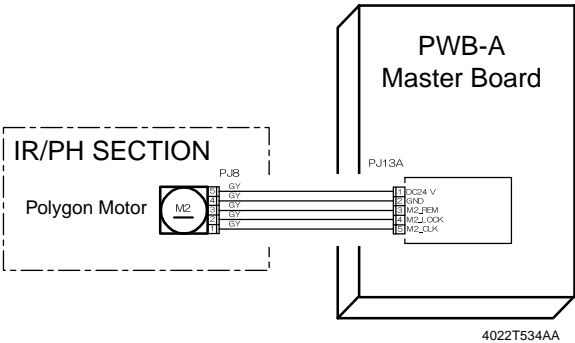 PWB-A
Master Board
IR/PH SECTION
PJ8
PJ13A
Polygon Motor
M2
5 GY 1 DC24 V
4 GY 2 GND
3 GY 3 M2_REM
2 GY 4 M2_LOCK
1 GY 5 M2_CLK
4022T534AA